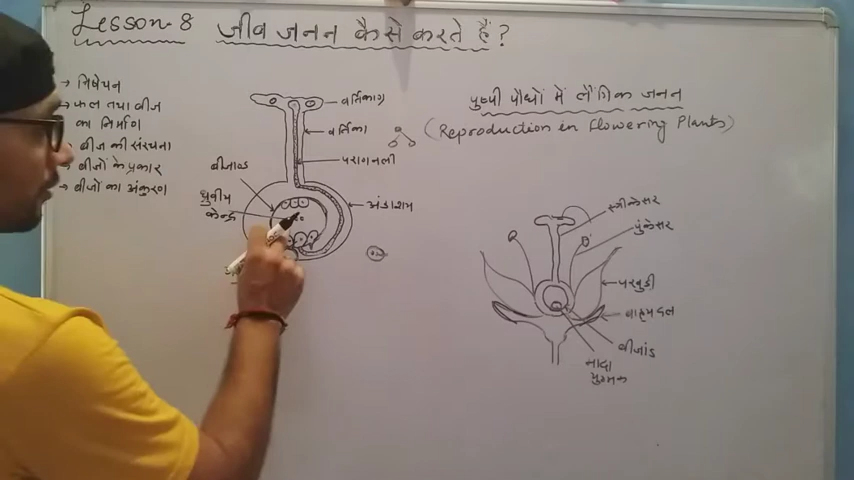 Lesson-8 जीव जनन कैसे करते हैं?
→ निषेचन
→ फल तथा बीज
का निर्माण
→ बीज की संरचना
→ बीजों के प्रकार
→ बीजों का अंकुरण
वर्तिकाग्र
वर्तिका
परागनली
बीजाण्ड
ध्रुवीय
केन्द्र
अंडाशय
पुष्पी पौधों में लैंगिक जनन
(Reproduction in flowering Plants)
स्त्रीकेसर
पुंकेसर
पंखुड़ी
बाह्यदल
बीजांड
मादा
युग्मक